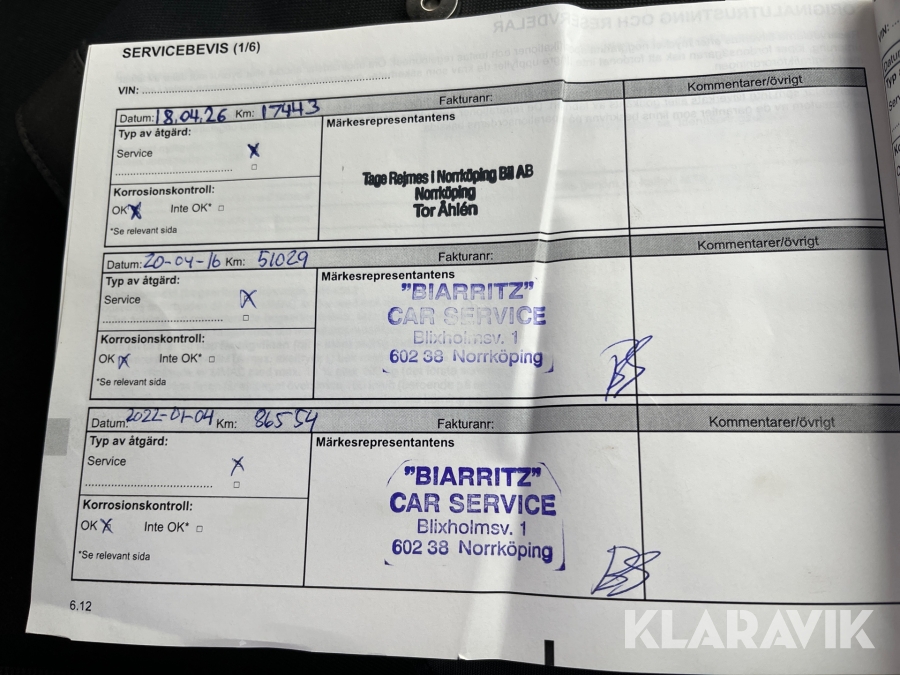 SERVICEBEVIS (1/6)
VIN:
Datum: 18.04.26 Km: 17443 Fakturanr: Kommentarer/övrigt
Typ av åtgärd: Märkesrepresentantens
Service X
Tage Rejmes i Norrköping Bil AB
Norrköping
Tor Åhlén
Korrosionskontroll:
OK X Inte OK*
*Se relevant sida
Datum: 20-04-16 Km: 51029 Fakturanr: Kommentarer/övrigt
Typ av åtgärd: Märkesrepresentantens
Service X
"BIARRITZ"
CAR SERVICE
Blixholmsv. 1
602 38 Norrköping
Korrosionskontroll:
OK X Inte OK*
*Se relevant sida
Datum: 2022-01-04 Km: 86554 Fakturanr: Kommentarer/övrigt
Typ av åtgärd: Märkesrepresentantens
Service X
"BIARRITZ"
CAR SERVICE
Blixholmsv. 1
602 38 Norrköping
Korrosionskontroll:
OK X Inte OK*
*Se relevant sida
6.12
KLARAVIK